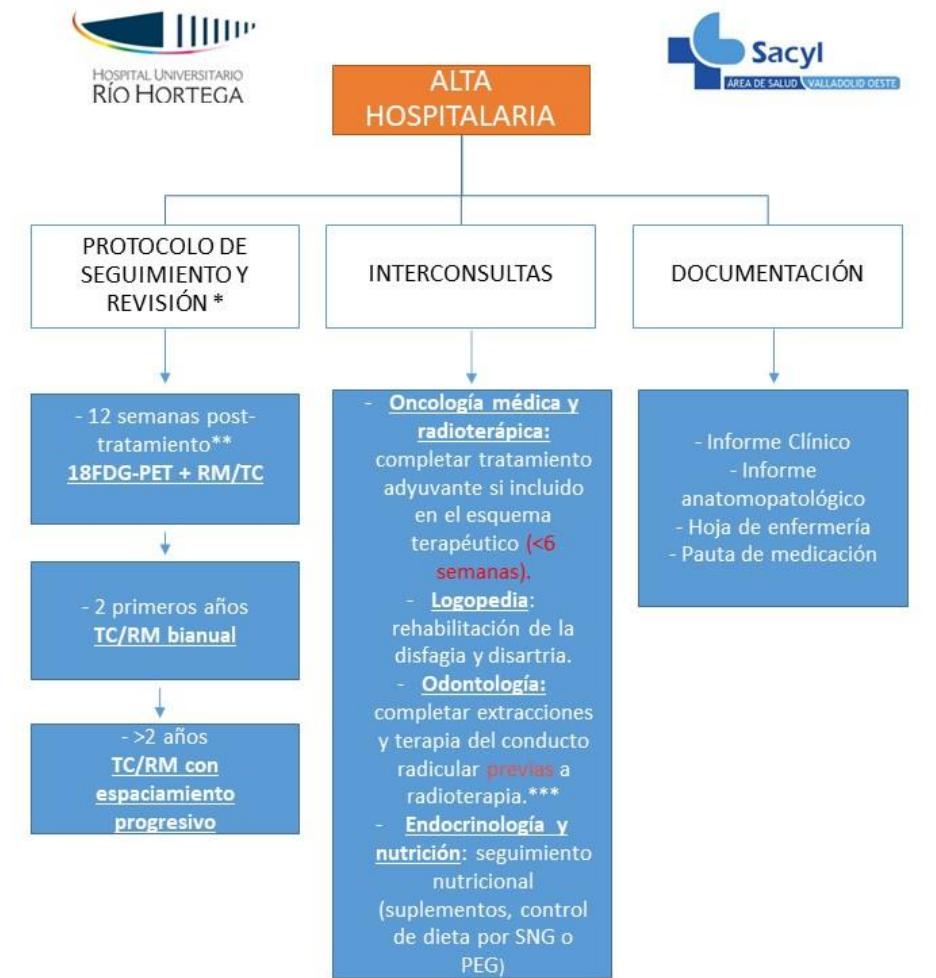 HOSPITAL UNIVERSITARIO
RÍO HORTEGA
Sacyl
ÁREA DE SALUD VALLADOLID OESTE
ALTA
HOSPITALARIA
PROTOCOLO DE
SEGUIMIENTO Y
REVISIÓN *
- 12 semanas post-
tratamiento**
18FDG-PET + RM/TC
- 2 primeros años
TC/RM bianual
- >2 años
TC/RM con
espaciamiento
progresivo
INTERCONSULTAS
- Oncología médica y
radioterápica:
completar tratamiento
adyuvante si incluido
en el esquema
terapéutico (<6
semanas).
- Logopedia:
rehabilitación de la
disfagia y disartria.
- Odontología:
completar extracciones
y terapia del conducto
radicular previas a
radioterapia.***
- Endocrinología y
nutrición: seguimiento
nutricional
(suplementos, control
de dieta por SNG o
PEG)
DOCUMENTACIÓN
- Informe Clínico
- Informe
anatomopatológico
- Hoja de enfermería
- Pauta de medicación